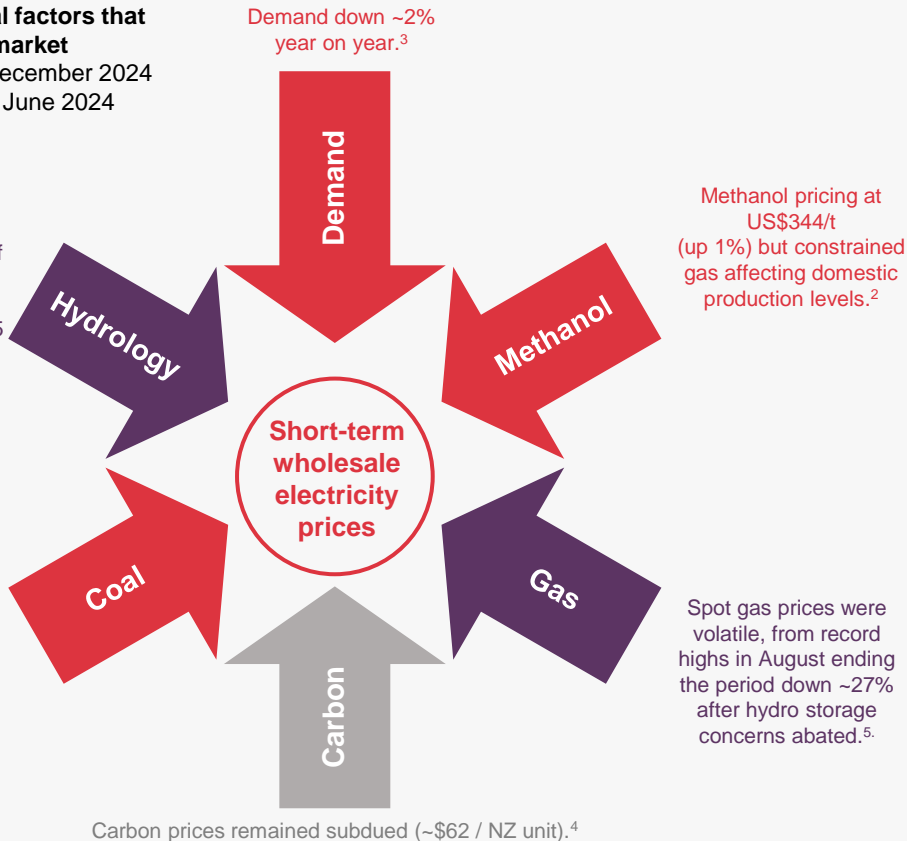 al factors that
market
ecember 2024
June 2024
Demand down ~2%
year on year.³
Demand
Methanol pricing at
US$344/t
(up 1%) but constrained
gas affecting domestic
production levels.²
f
5
Hydrology
Methanol
Short-term
wholesale
electricity
prices
Coal
Gas
Spot gas prices were
volatile, from record
highs in August ending
the period down ~27%
after hydro storage
concerns abated.⁵·
Carbon
Carbon prices remained subdued (~$62 / NZ unit).⁴